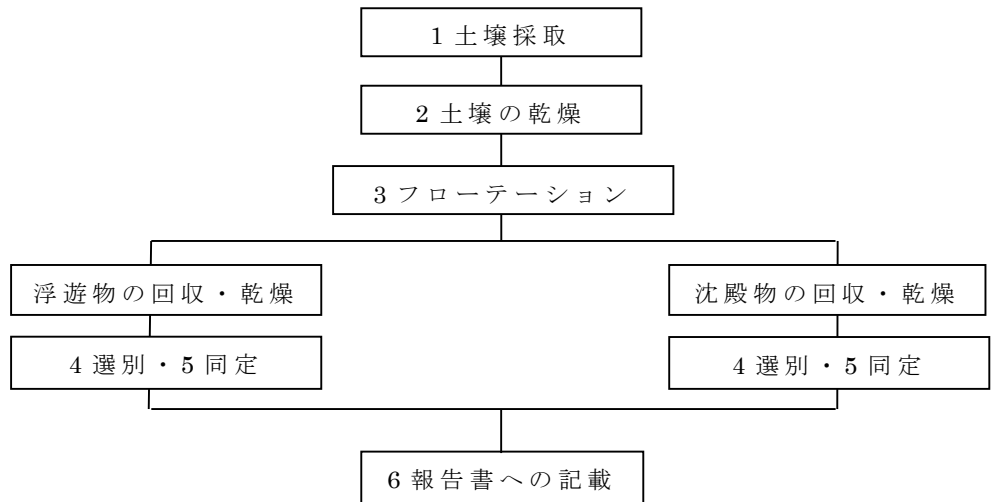 1 土壌採取
2 土壌の乾燥
3 フローテーション
浮遊物の回収・乾燥
沈殿物の回収・乾燥
4 選別・5 同定
4 選別・5 同定
6 報告書への記載